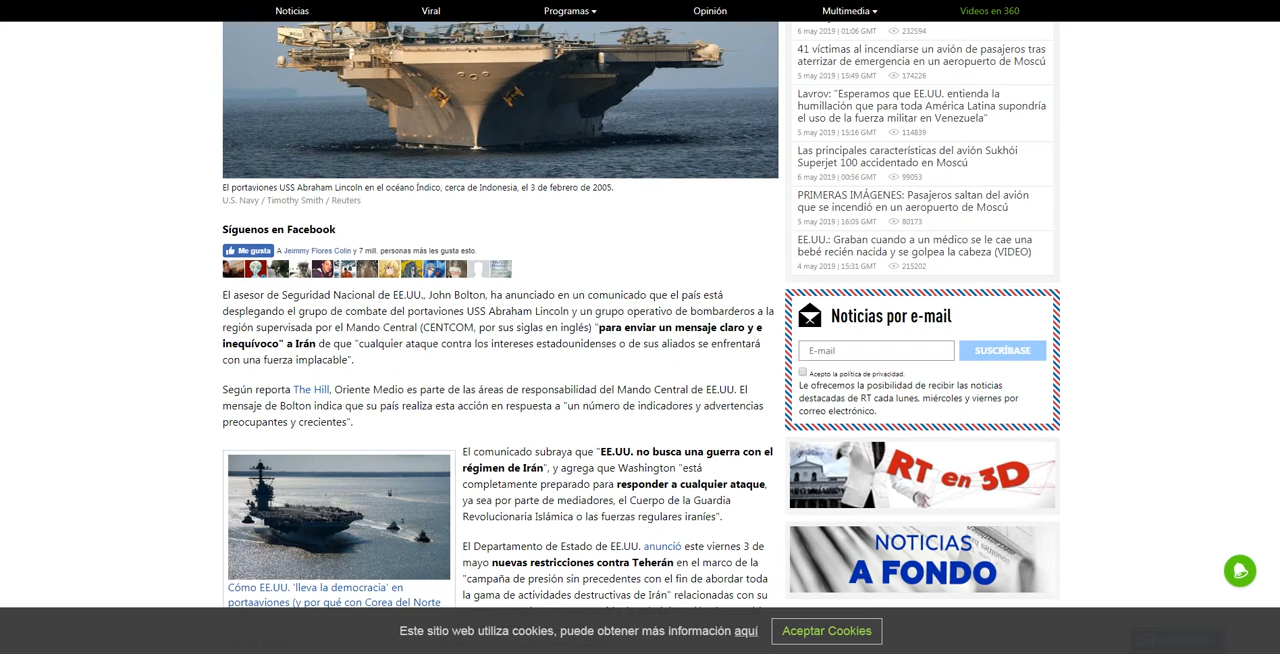 Noticias
Viral
Programas
Opinión
Multimedia
Videos en 360
El portaviones USS Abraham Lincoln en el océano Índico, cerca de Indonesia, el 3 de febrero de 2005.
U.S. Navy / Timothy Smith / Reuters
Síguenos en Facebook
Me gusta
A Jeimmy Flores Colin y 7 mill. personas más les gusta esto.
El asesor de Seguridad Nacional de EE.UU., John Bolton, ha anunciado en un comunicado que el país está
desplegando el grupo de combate del portaviones USS Abraham Lincoln y un grupo operativo de bombarderos a la
región supervisada por el Mando Central (CENTCOM, por sus siglas en inglés) "para enviar un mensaje claro y e
inequívoco" a Irán de que "cualquier ataque contra los intereses estadounidenses o de sus aliados se enfrentará
con una fuerza implacable".
Según reporta The Hill, Oriente Medio es parte de las áreas de responsabilidad del Mando Central de EE.UU. El
mensaje de Bolton indica que su país realiza esta acción en respuesta a "un número de indicadores y advertencias
preocupantes y crecientes".
El comunicado subraya que "EE.UU. no busca una guerra con el
régimen de Irán", y agrega que Washington "está
completamente preparado para responder a cualquier ataque,
ya sea por parte de mediadores, el Cuerpo de la Guardia
Revolucionaria Islámica o las fuerzas regulares iraníes".
El Departamento de Estado de EE.UU. anunció este viernes 3 de
mayo nuevas restricciones contra Teherán en el marco de la
"campaña de presión sin precedentes con el fin de abordar toda
la gama de actividades destructivas de Irán" relacionadas con su
Cómo EE.UU. 'lleva la democracia' en
portaaviones (y por qué con Corea del Norte
6 may 2019 | 01:06 GMT 232594
41 víctimas al incendiarse un avión de pasajeros tras
aterrizar de emergencia en un aeropuerto de Moscú
5 may 2019 | 15:49 GMT 174226
Lavrov: "Esperamos que EE.UU. entienda la
humillación que para toda América Latina supondría
el uso de la fuerza militar en Venezuela"
5 may 2019 | 15:16 GMT 114839
Las principales características del avión Sukhói
Superjet 100 accidentado en Moscú
6 may 2019 | 00:56 GMT 99053
PRIMERAS IMÁGENES: Pasajeros saltan del avión
que se incendió en un aeropuerto de Moscú
5 may 2019 | 16:05 GMT 80173
EE.UU.: Graban cuando a un médico se le cae una
bebé recién nacida y se golpea la cabeza (VIDEO)
4 may 2019 | 15:31 GMT 215202
Noticias por e-mail
E-mail
SUSCRÍBASE
Acepto la política de privacidad.
Le ofrecemos la posibilidad de recibir las noticias
destacadas de RT cada lunes, miércoles y viernes por
correo electrónico.
RT en 3D
NOTICIAS
A FONDO
Este sitio web utiliza cookies, puede obtener más información aquí
Aceptar Cookies